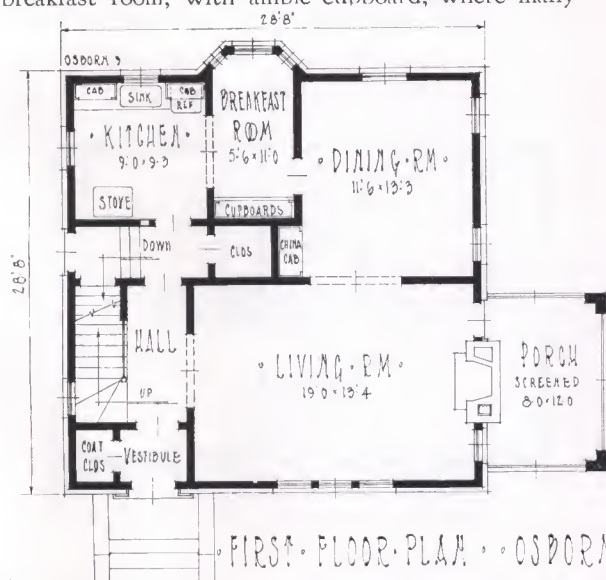 breakfast room, with ample cupboard, where many
28'8"
OSBORN 9
CAB
SINK
CAB
REF
BREAKFAST
ROOM
5'6 x 11'0
· KITCHEN ·
9'0 x 9'3
· DINING · RM ·
11'6 x 13'3
STOVE
CUPBOARDS
DOWN
CLOS
CHINA
CAB
28'8"
HALL
· LIVING · RM ·
19'0 x 13'4
PORCH
SCREENED
8'0 x 12'0
UP
COAT
CLOS
VESTIBULE
· FIRST · FLOOR · PLAN · · OSBORN